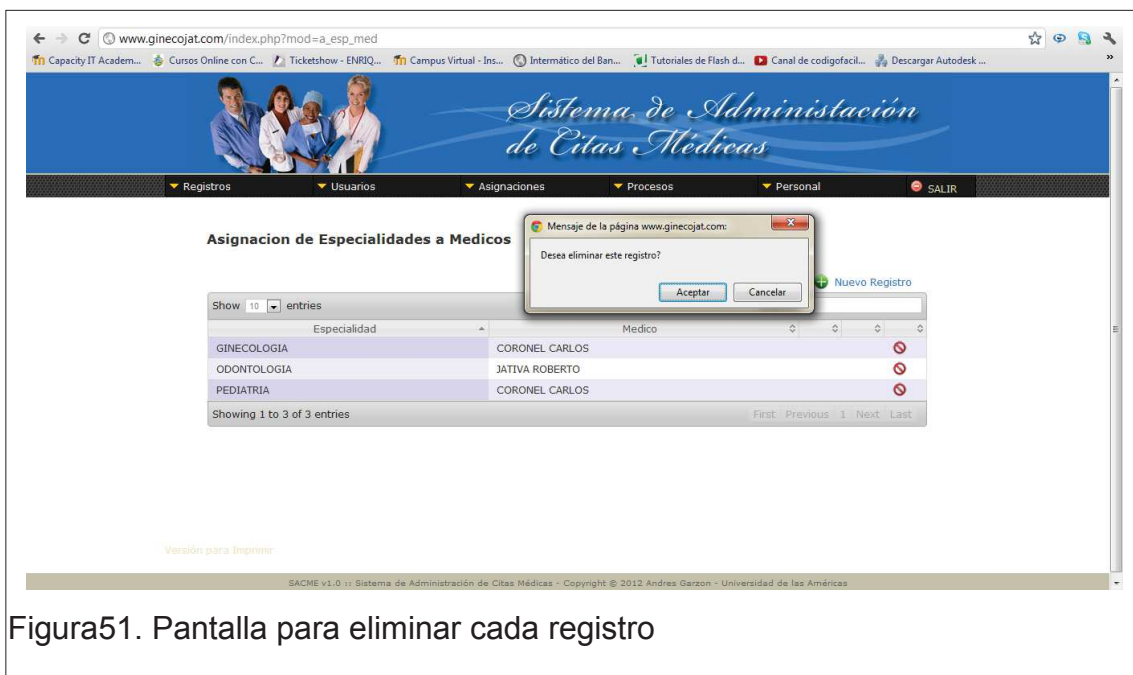 www.ginecojat.com/index.php?mod=a_esp_med
Capacity IT Academ... Cursos Online con C... Ticketshow - ENRIQ... Campus Virtual - Ins... Intermático del Ban... Tutoriales de Flash d... Canal de codigofacil... Descargar Autodesk ... »
Sistema de Administación
de Citas Médicas
Registros Usuarios Asignaciones Procesos Personal SALIR
Mensaje de la página www.ginecojat.com:
Desea eliminar este registro?
Aceptar Cancelar
Asignacion de Especialidades a Medicos
Nuevo Registro
Show 10 entries
Especialidad Medico
GINECOLOGIA CORONEL CARLOS
ODONTOLOGIA JATIVA ROBERTO
PEDIATRIA CORONEL CARLOS
Showing 1 to 3 of 3 entries First Previous 1 Next Last
Versión para Imprimir
SACME v1.0 :: Sistema de Administración de Citas Médicas - Copyright © 2012 Andres Garzon - Universidad de las Américas
Figura51. Pantalla para eliminar cada registro